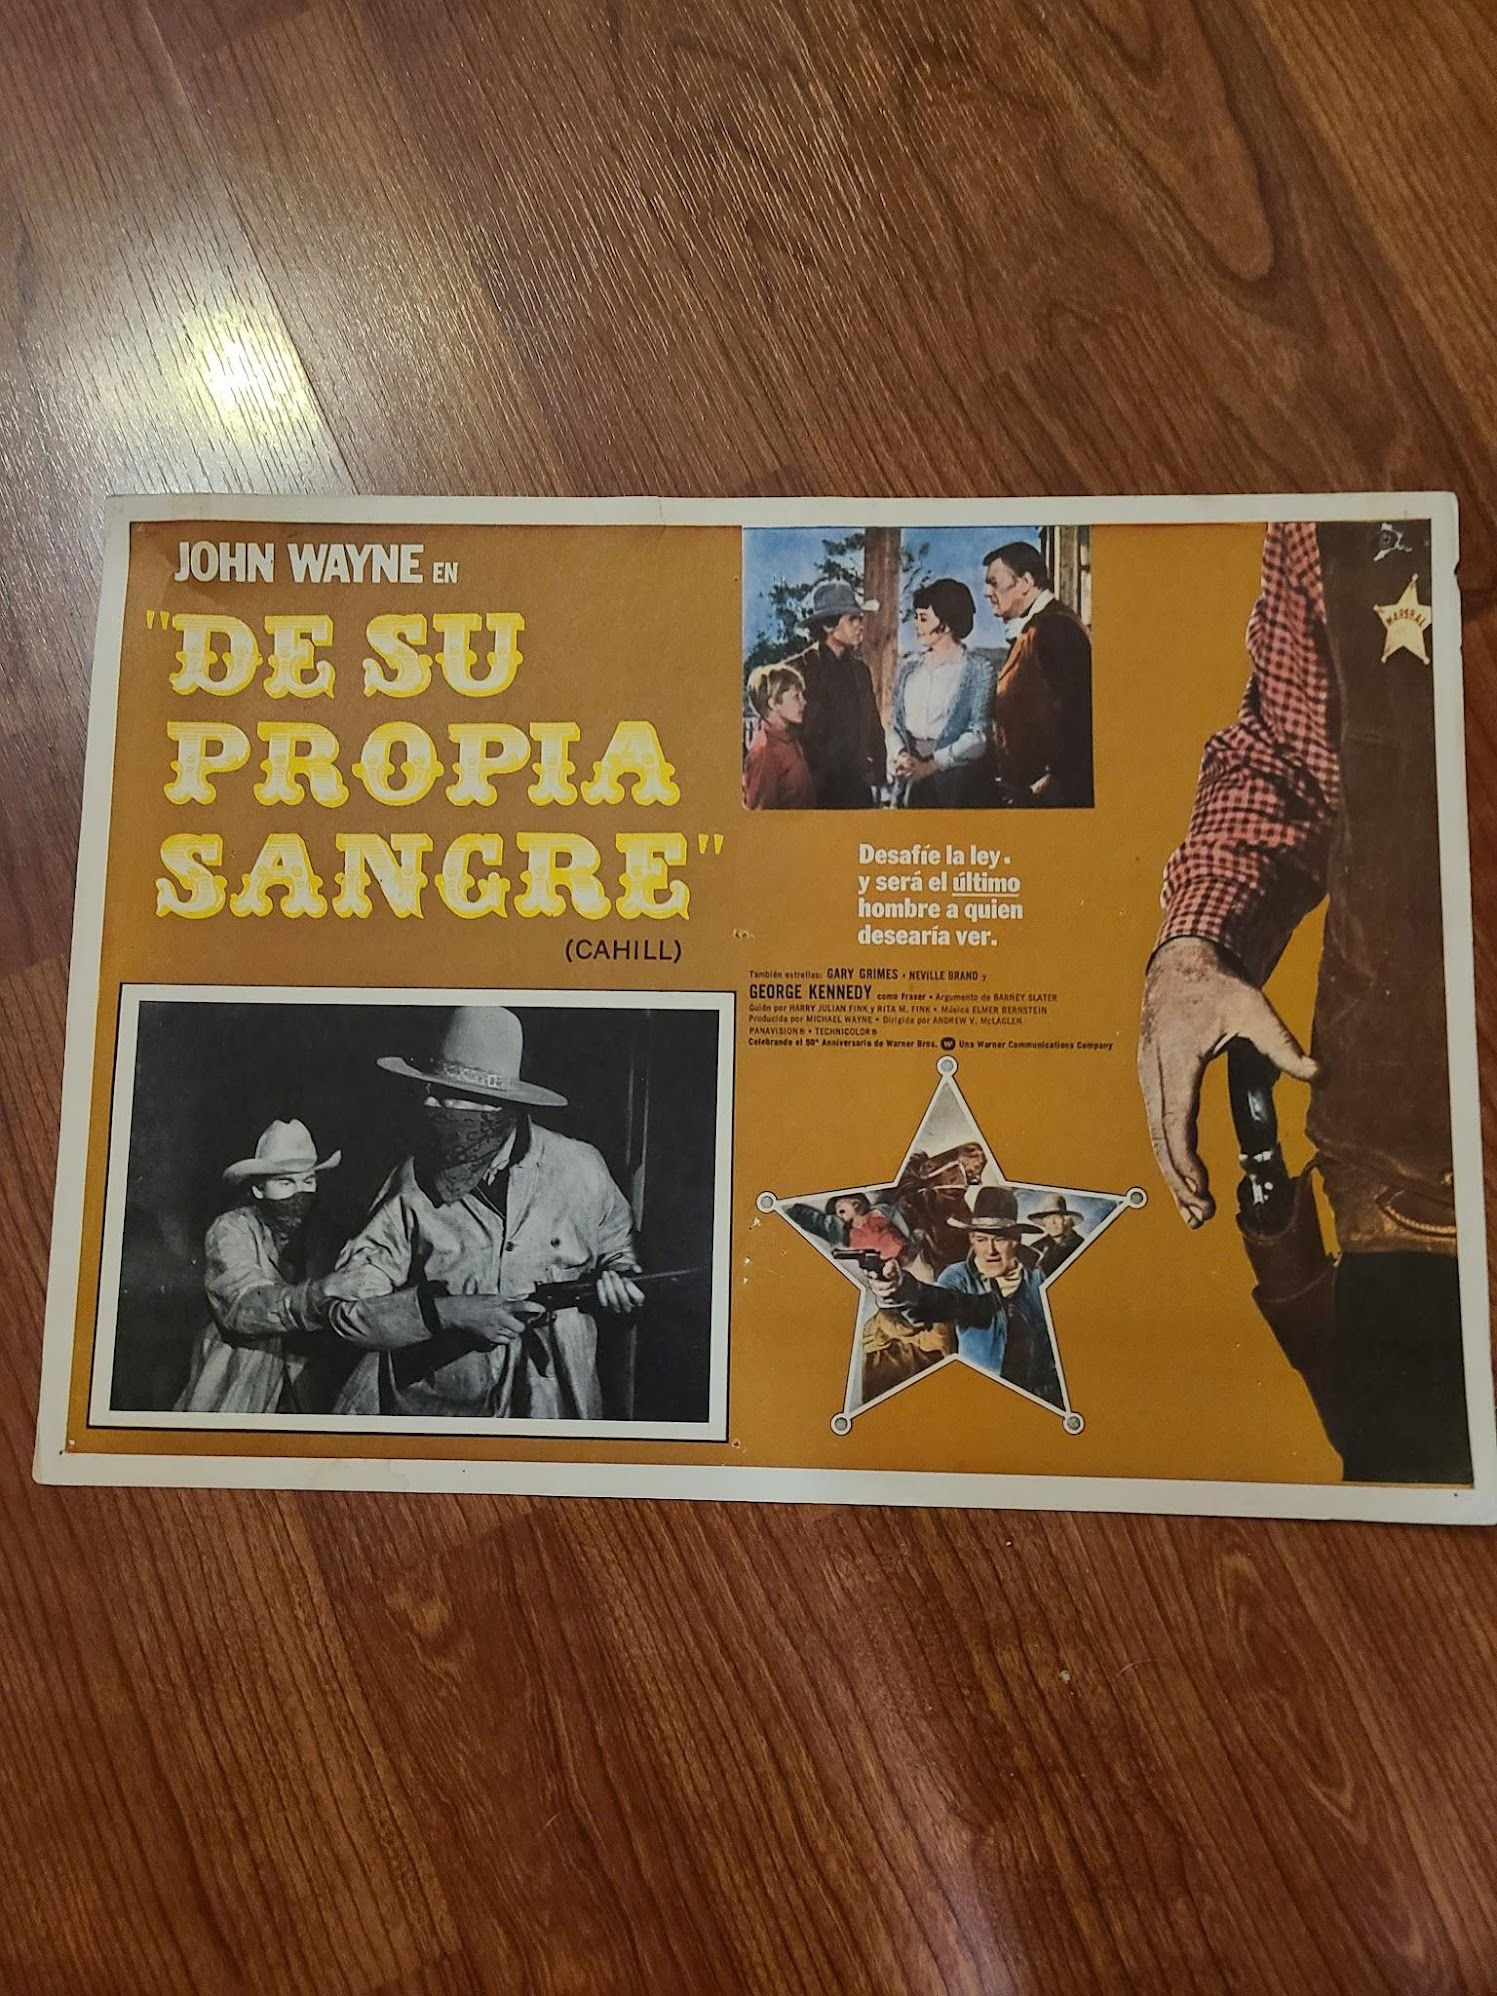 JOHN WAYNE EN
"DE SU
PROPIA
SANGRE"
(CAHILL)
MARSHAL
Desafíe la ley.
y será el último
hombre a quien
desearía ver.
También estrellas: GARY GRIMES • NEVILLE BRAND y
GEORGE KENNEDY como Fraser • Argumento de BARNEY SLATER
Guión por HARRY JULIAN FINK y RITA M. FINK • Música ELMER BERNSTEIN
Producida por MICHAEL WAYNE • Dirigida por ANDREW V. McLAGLEN
PANAVISION® • TECHNICOLOR®
Celebrando el 50° Aniversario de Warner Bros. W Una Warner Communications Company